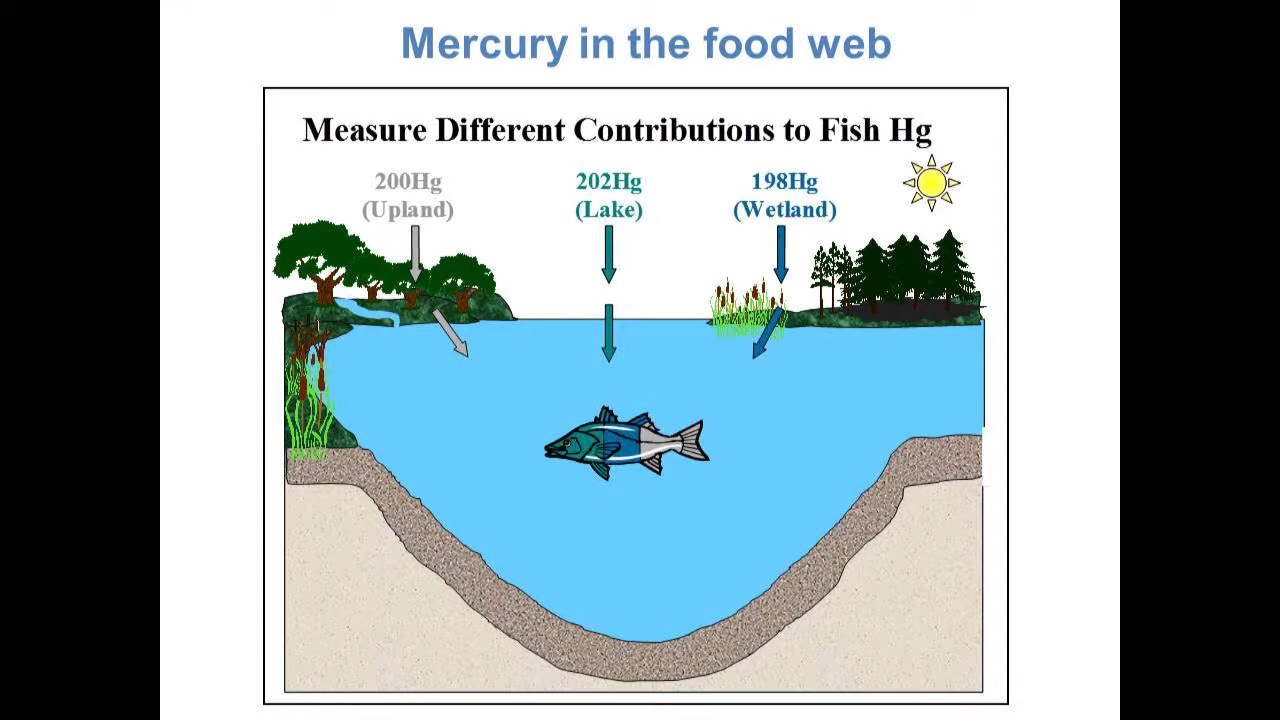 Mercury in the food web
Measure Different Contributions to Fish Hg
200Hg
(Upland)
202Hg
(Lake)
198Hg
(Wetland)